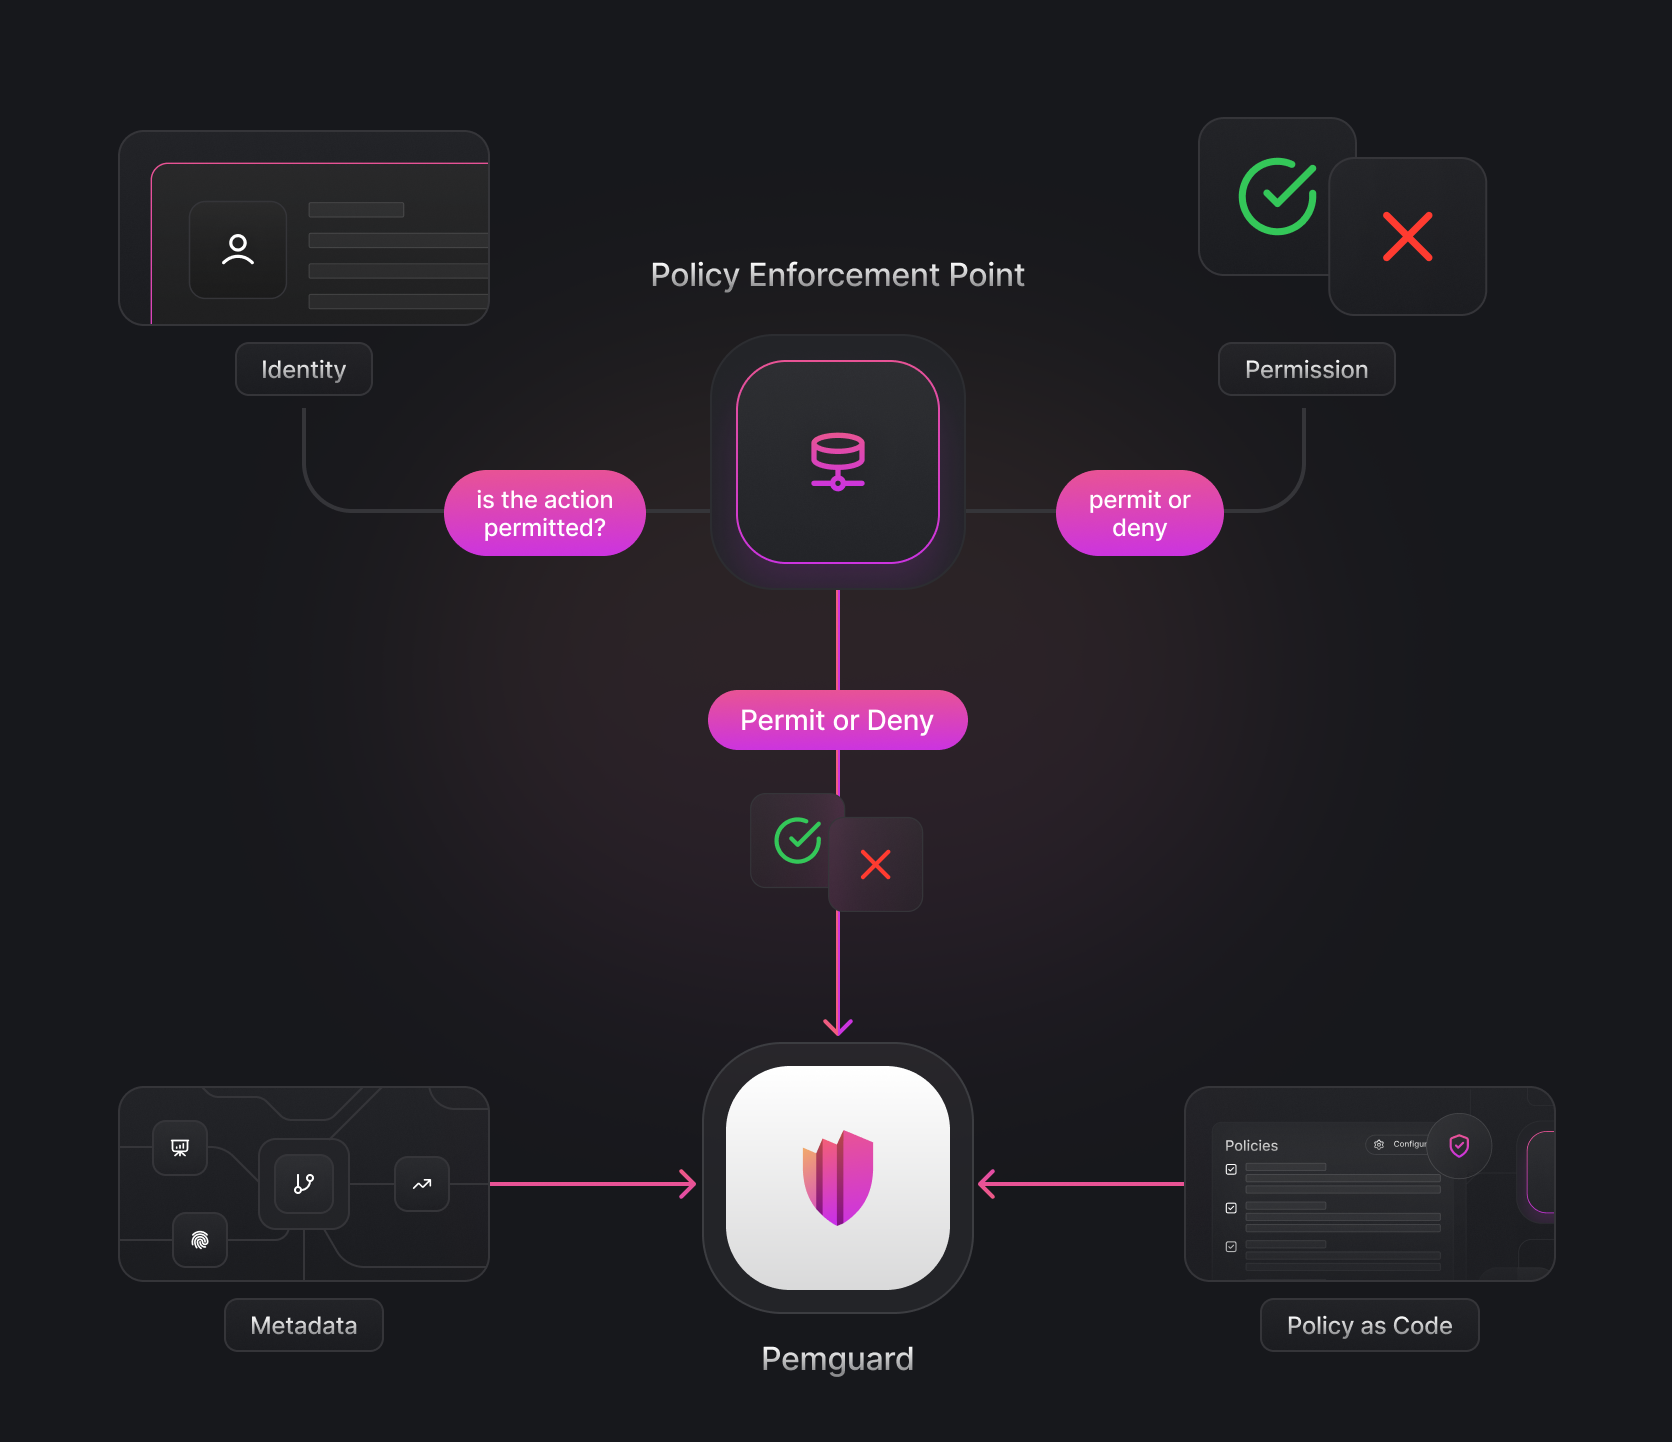 Policy Enforcement Point
Identity
Permission
is the action
permitted?
permit or
deny
Permit or Deny
Policies
Metadata
Policy as Code
Pemguard